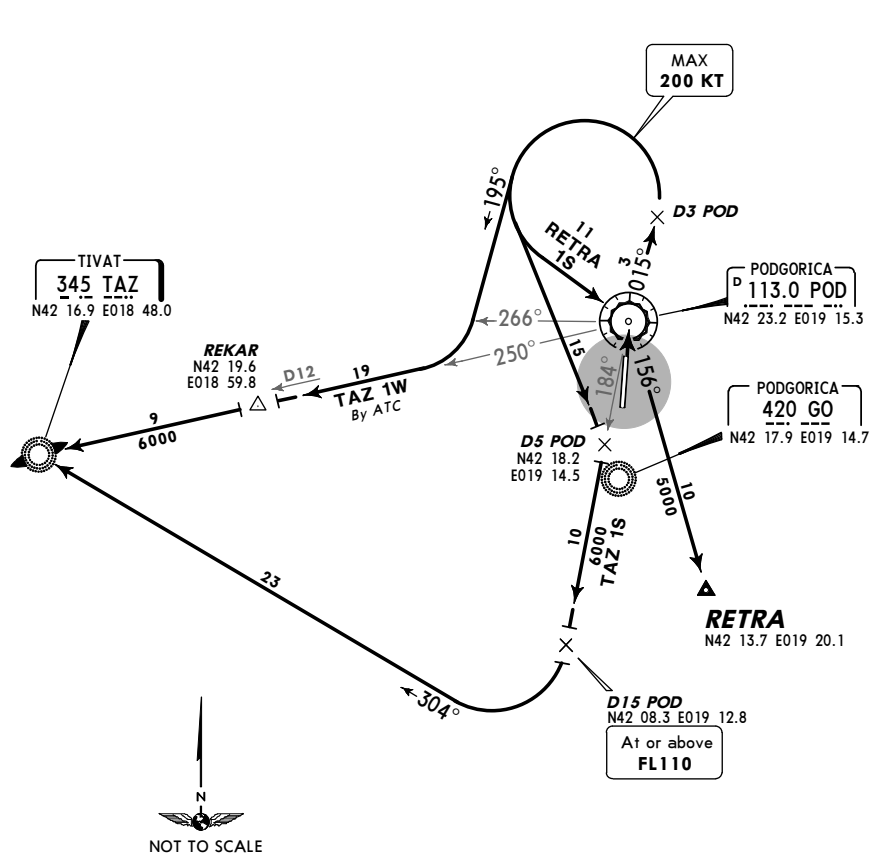 MAX
200 KT
195°
D3 POD
11
RETRA
1S
3
015°
TIVAT
345 TAZ
N42 16.9 E018 48.0
PODGORICA
D 113.0 POD
N42 23.2 E019 15.3
266°
250°
REKAR
N42 19.6
E018 59.8
D12
19
TAZ 1W
By ATC
15
184°
156°
PODGORICA
420 GO
N42 17.9 E019 14.7
9
6000
D5 POD
N42 18.2
E019 14.5
10
5000
10
6000
TAZ 1S
23
RETRA
N42 13.7 E019 20.1
304°
D15 POD
N42 08.3 E019 12.8
At or above
FL110
N
NOT TO SCALE